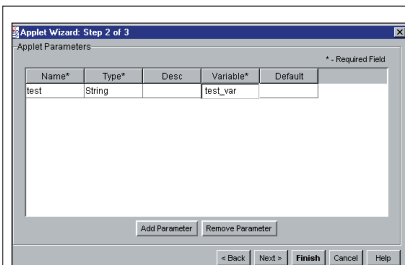 Applet Wizard: Step 2 of 3
Applet Parameters
* - Required Field
Name* Type* Desc Variable* Default
test String test_var
Add Parameter Remove Parameter
< Back Next > Finish Cancel Help